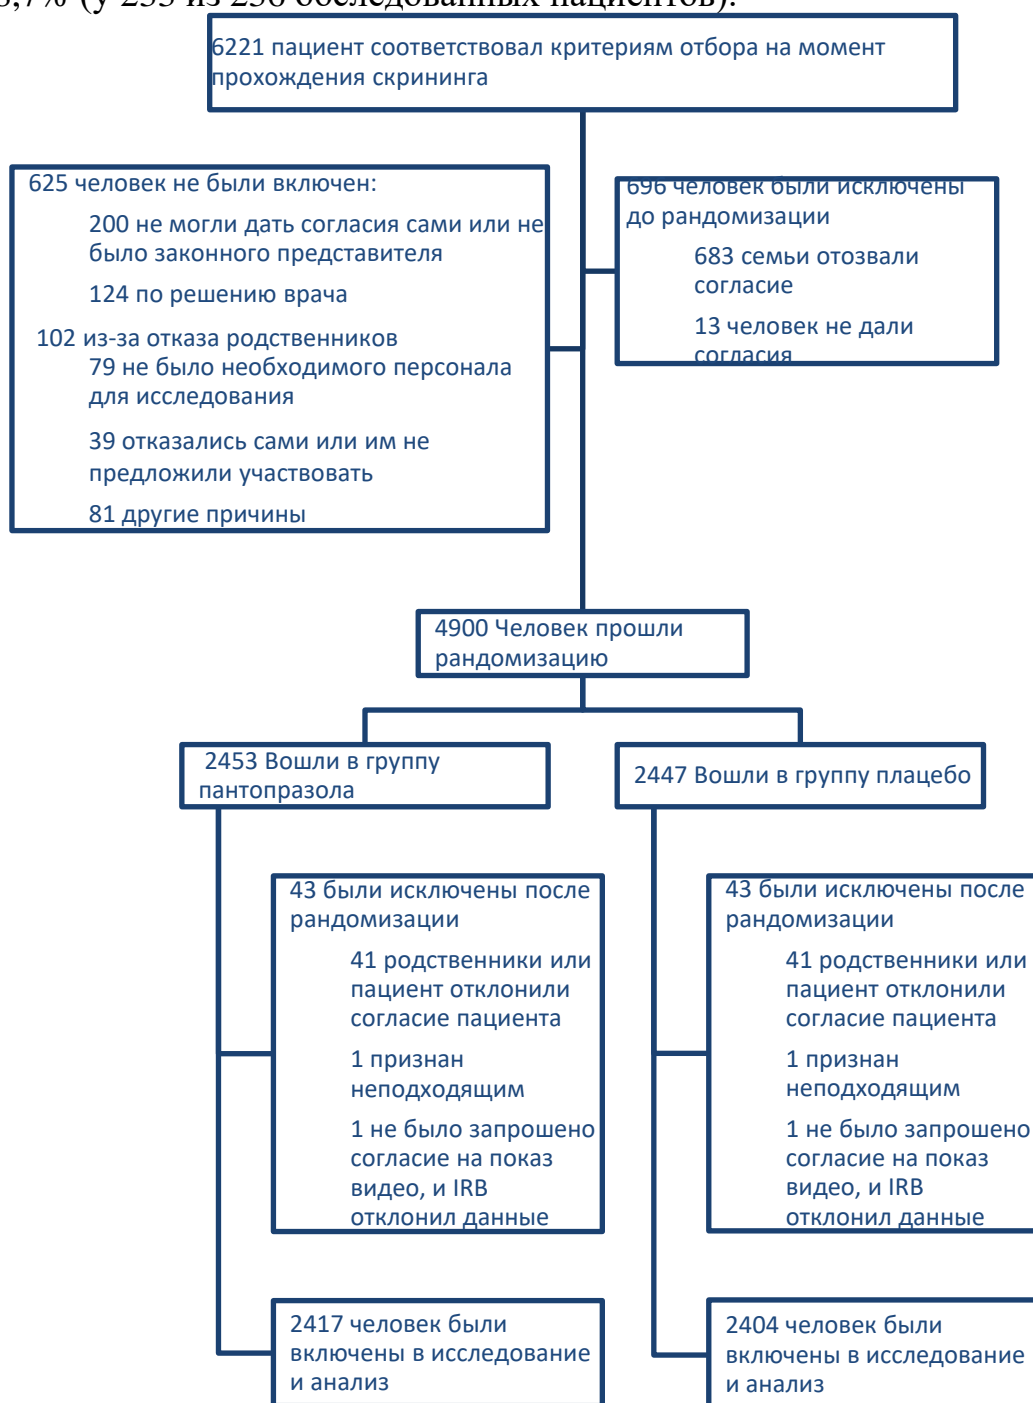 6221 пациент соответствовал критериям отбора на момент
прохождения скрининга
625 человек не были включен:
200 не могли дать согласия сами или не
было законного представителя
124 по решению врача
102 из-за отказа родственников
79 не было необходимого персонала
для исследования
39 отказались сами или им не
предложили участвовать
81 другие причины
696 человек были исключены
до рандомизации
683 семьи отозвали
согласие
13 человек не дали
согласия
4900 Человек прошли
рандомизацию
2453 Вошли в группу
пантопразола
2447 Вошли в группу плацебо
43 были исключены после
рандомизации
41 родственники или
пациент отклонили
согласие пациента
1 признан
неподходящим
1 не было запрошено
согласие на показ
видео, и IRB
отклонил данные
43 были исключены после
рандомизации
41 родственники или
пациент отклонили
согласие пациента
1 признан
неподходящим
1 не было запрошено
согласие на показ
видео, и IRB
отклонил данные
2417 человек были
включены в исследование
и анализ
2404 человек были
включены в исследование
и анализ